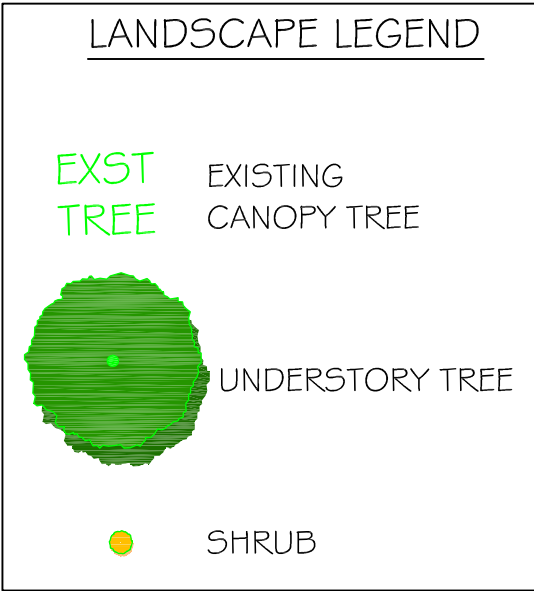 LANDSCAPE LEGEND
EXST
TREE
EXISTING
CANOPY TREE
UNDERSTORY TREE
SHRUB